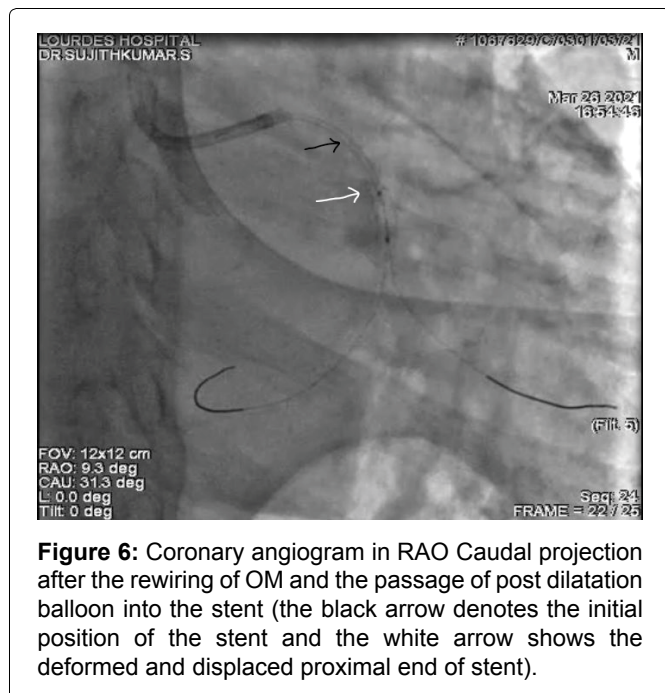 LOURDES HOSPITAL
DR.SUJITHKUMAR.S
# 1067529/C/0301/03/21
M
Mar 26 2021
16:54:46
FOV: 12x12 cm
RAO: 9.3 deg
CAU: 31.3 deg
L: 0.0 deg
Tilt: 0 deg
(Filt. 5)
Seq: 24
FRAME = 22 / 25
Figure 6: Coronary angiogram in RAO Caudal projection
after the rewiring of OM and the passage of post dilatation
balloon into the stent (the black arrow denotes the initial
position of the stent and the white arrow shows the
deformed and displaced proximal end of stent).